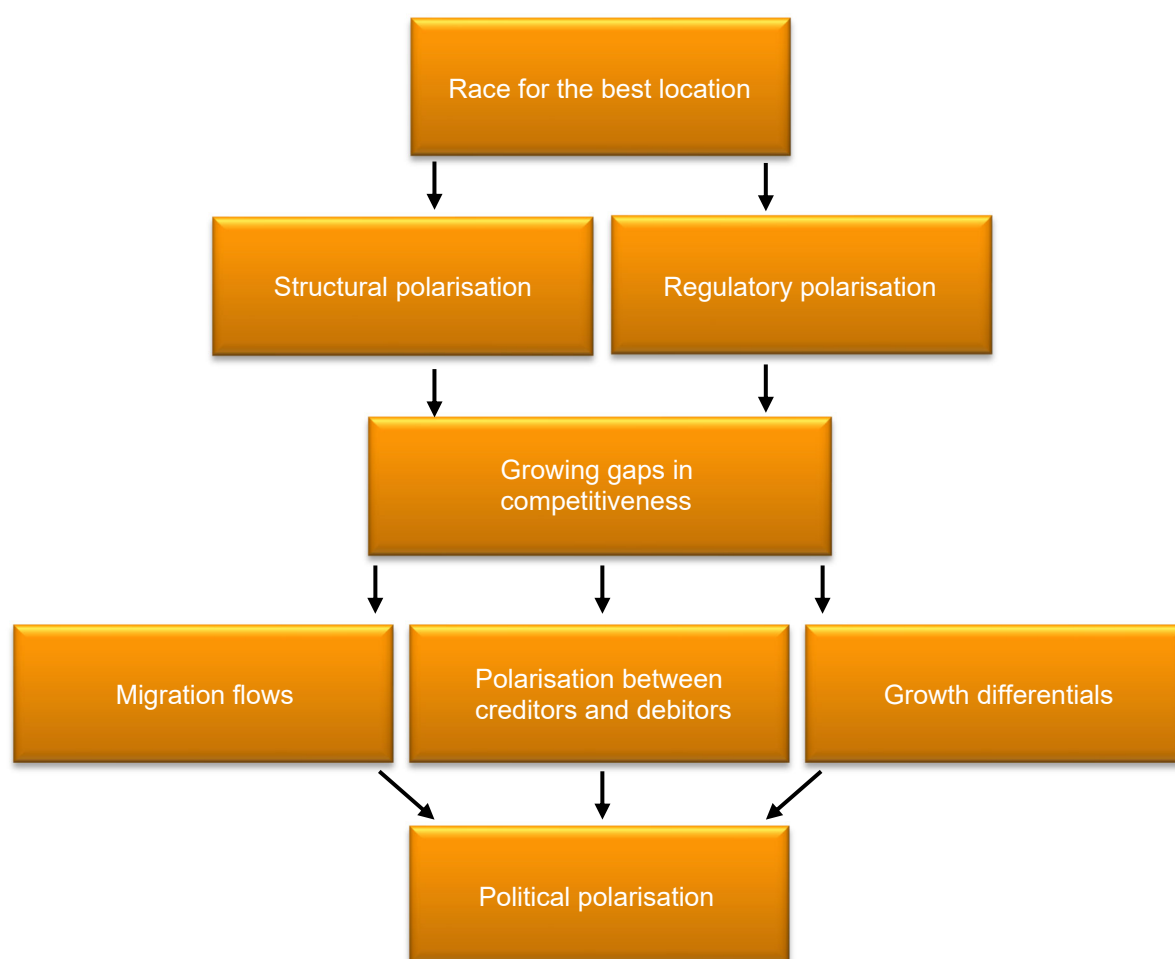 Race for the best location
Structural polarisation
Regulatory polarisation
Growing gaps in
competitiveness
Migration flows
Polarisation between
creditors and debitors
Growth differentials
Political polarisation